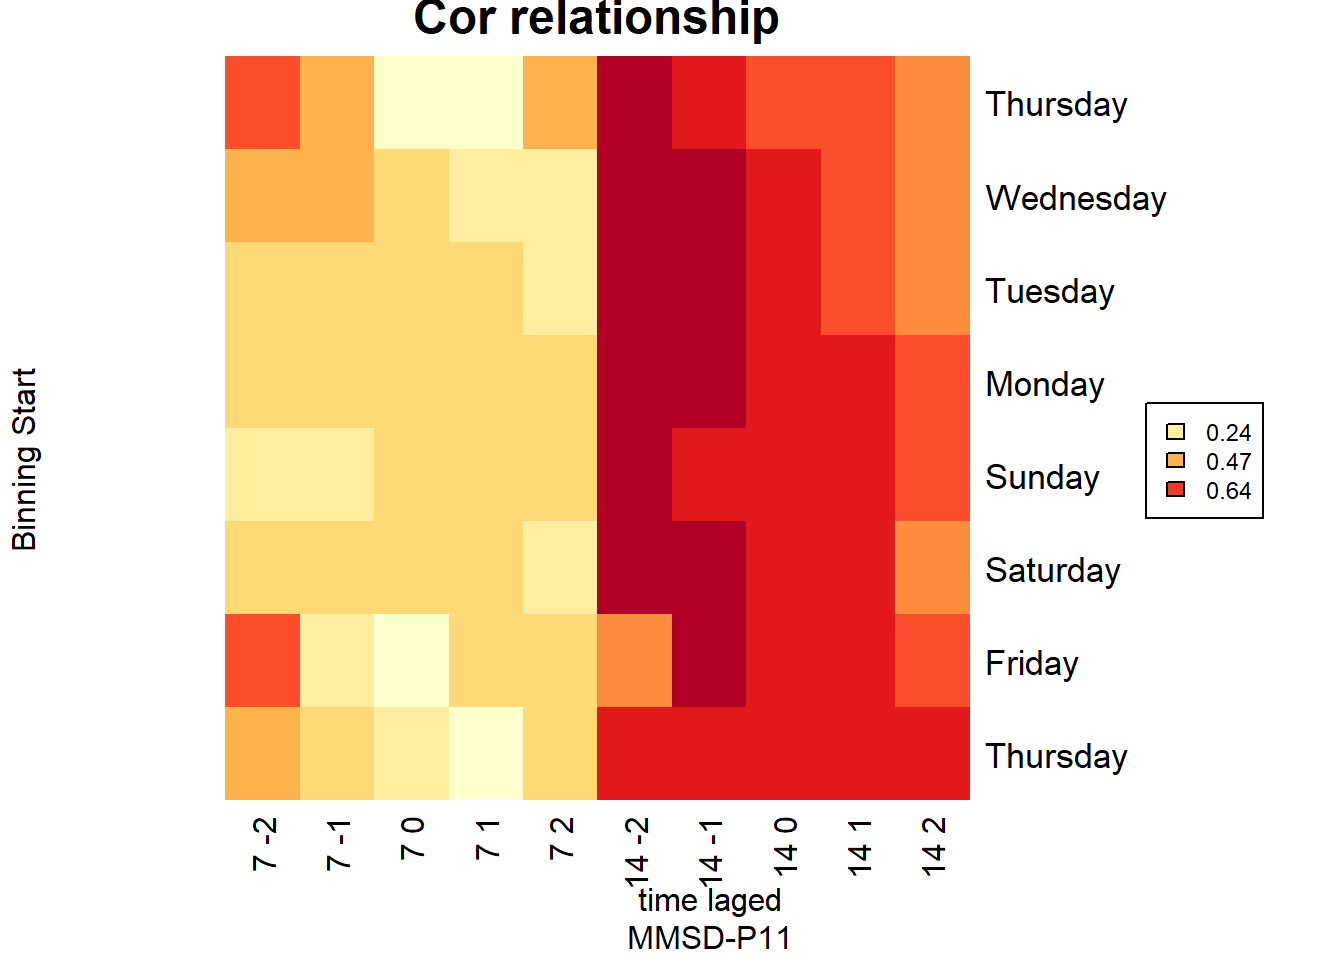 Cor relationship
Thursday
Wednesday
Tuesday
Monday
Sunday
Saturday
Friday
Thursday
Binning Start
0.24
0.47
0.64
7 -2
7 -1
7 0
7 1
7 2
14 -2
14 -1
14 0
14 1
14 2
time laged
MMSD-P11